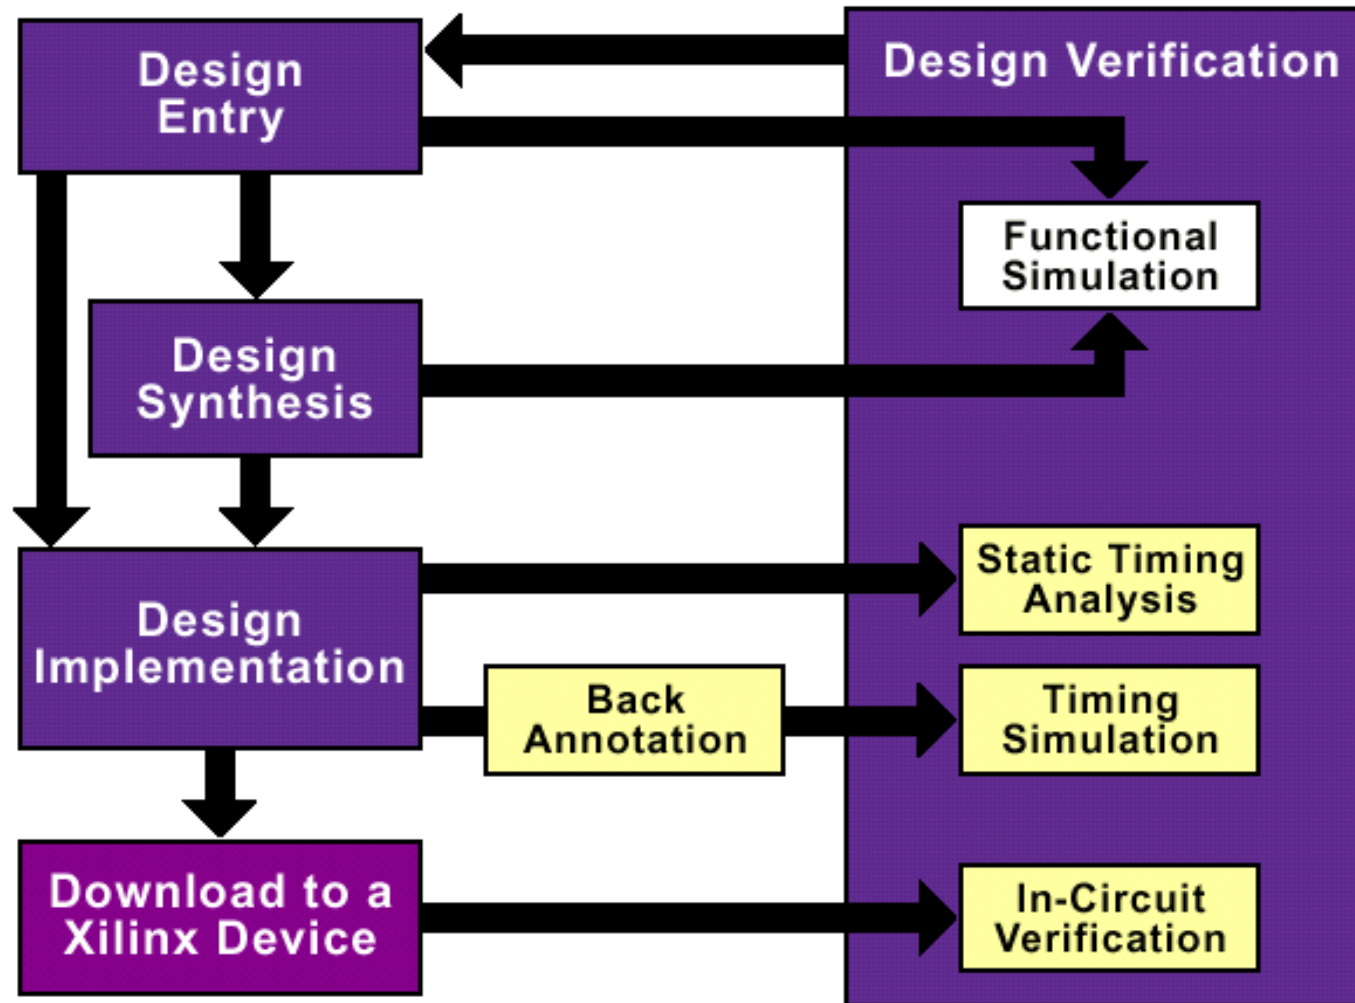 Design
Entry
Design Verification
Functional
Simulation
Design
Synthesis
Static Timing
Analysis
Design
Implementation
Back
Annotation
Timing
Simulation
Download to a
Xilinx Device
In-Circuit
Verification